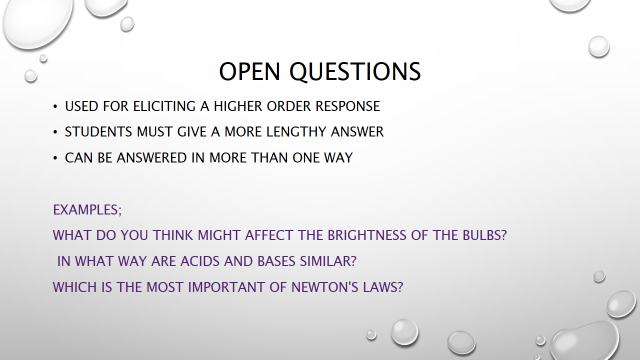 OPEN QUESTIONS
• USED FOR ELICITING A HIGHER ORDER RESPONSE
• STUDENTS MUST GIVE A MORE LENGTHY ANSWER
• CAN BE ANSWERED IN MORE THAN ONE WAY
EXAMPLES;
WHAT DO YOU THINK MIGHT AFFECT THE BRIGHTNESS OF THE BULBS?
IN WHAT WAY ARE ACIDS AND BASES SIMILAR?
WHICH IS THE MOST IMPORTANT OF NEWTON'S LAWS?